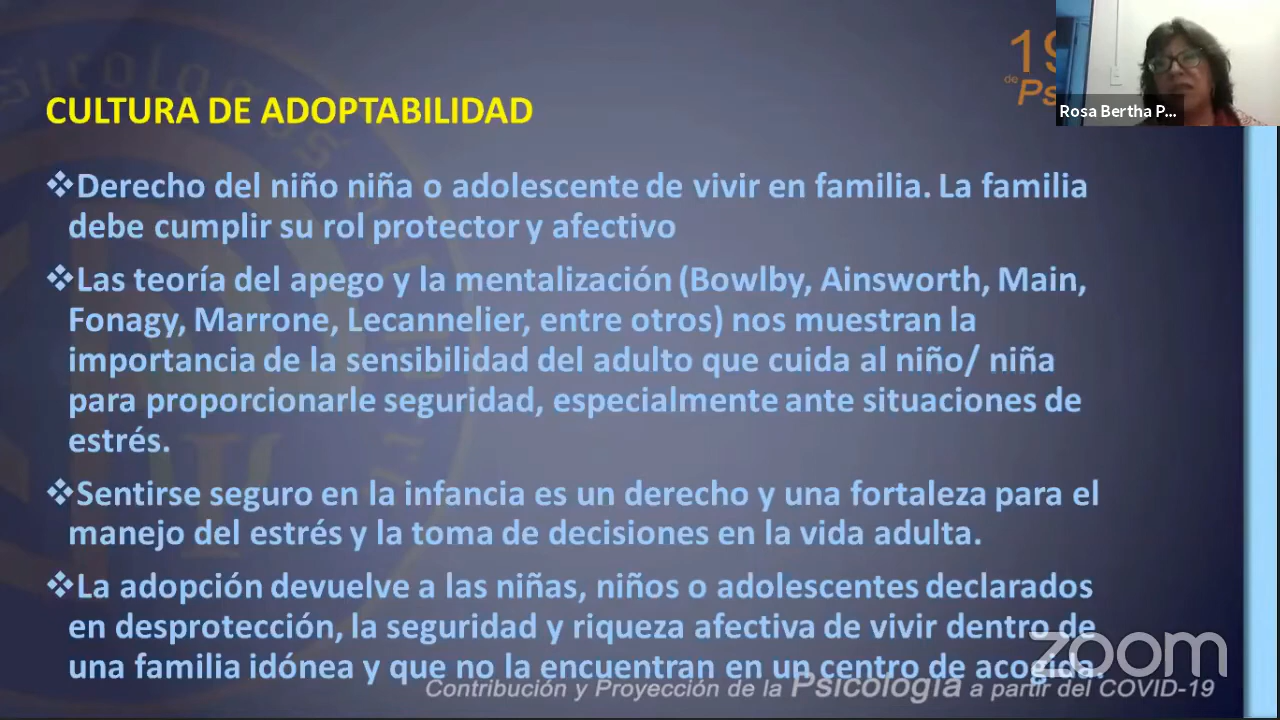 19
de
Ps
Rosa Bertha P...
CULTURA DE ADOPTABILIDAD
❖Derecho del niño niña o adolescente de vivir en familia. La familia
debe cumplir su rol protector y afectivo
❖Las teoría del apego y la mentalización (Bowlby, Ainsworth, Main,
Fonagy, Marrone, Lecannelier, entre otros) nos muestran la
importancia de la sensibilidad del adulto que cuida al niño/ niña
para proporcionarle seguridad, especialmente ante situaciones de
estrés.
❖Sentirse seguro en la infancia es un derecho y una fortaleza para el
manejo del estrés y la toma de decisiones en la vida adulta.
❖La adopción devuelve a las niñas, niños o adolescentes declarados
en desprotección, la seguridad y riqueza afectiva de vivir dentro de
una familia idónea y que no la encuentran en un centro de acogida.
zoom
Contribución y Proyección de la Psicología a partir del COVID-19